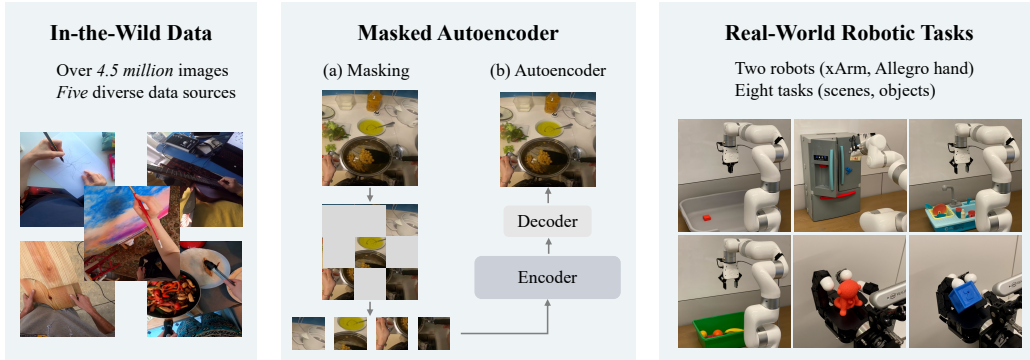 In-the-Wild Data
Over 4.5 million images
Five diverse data sources
Masked Autoencoder
(a) Masking
(b) Autoencoder
Decoder
Encoder
Real-World Robotic Tasks
Two robots (xArm, Allegro hand)
Eight tasks (scenes, objects)